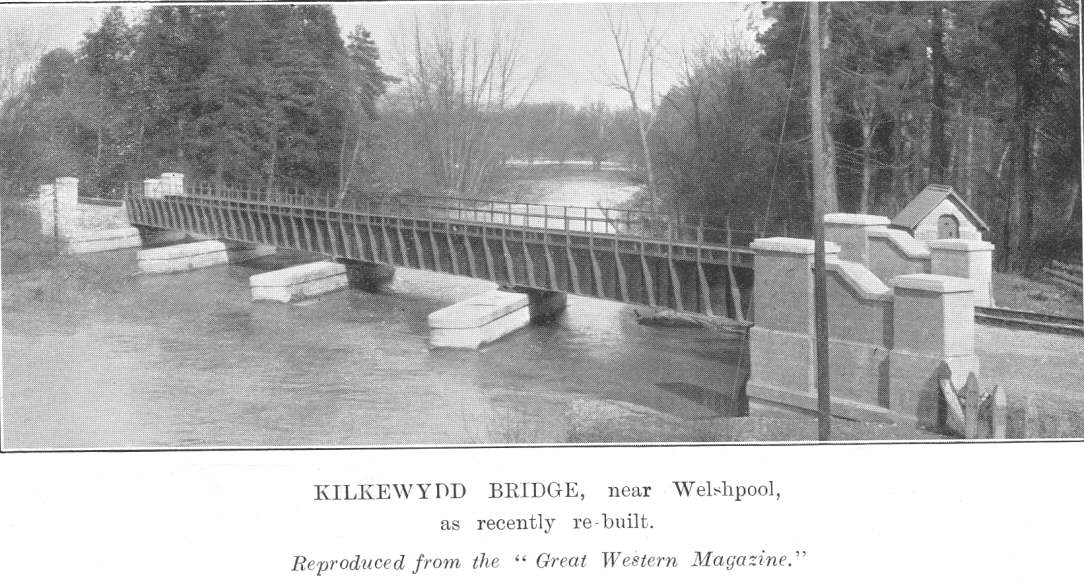 KILKEWYDD BRIDGE, near Welshpool,
as recently re-built.
Reproduced from the “ Great Western Magazine.”